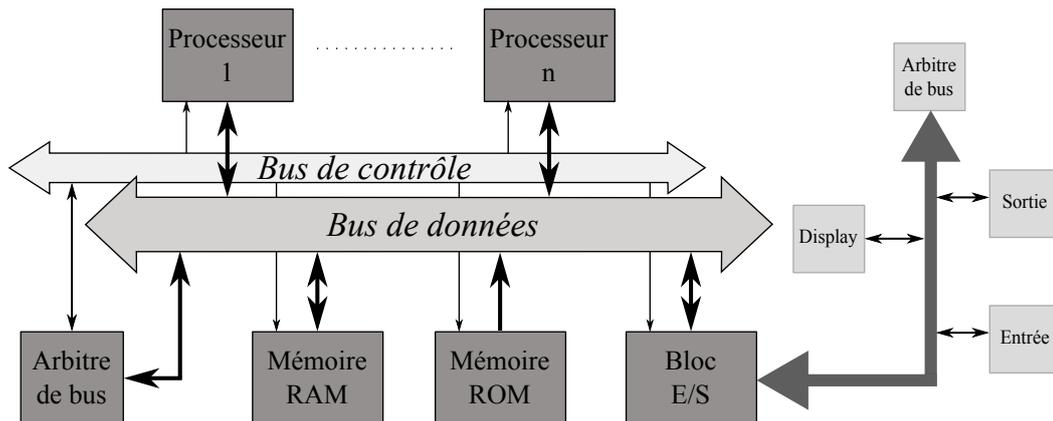 Processeur
1
Processeur
n
Arbitre
de bus
Bus de contrôle
Sortie
Bus de données
Display
Entrée
Arbitre
de bus
Mémoire
RAM
Mémoire
ROM
Bloc
E/S